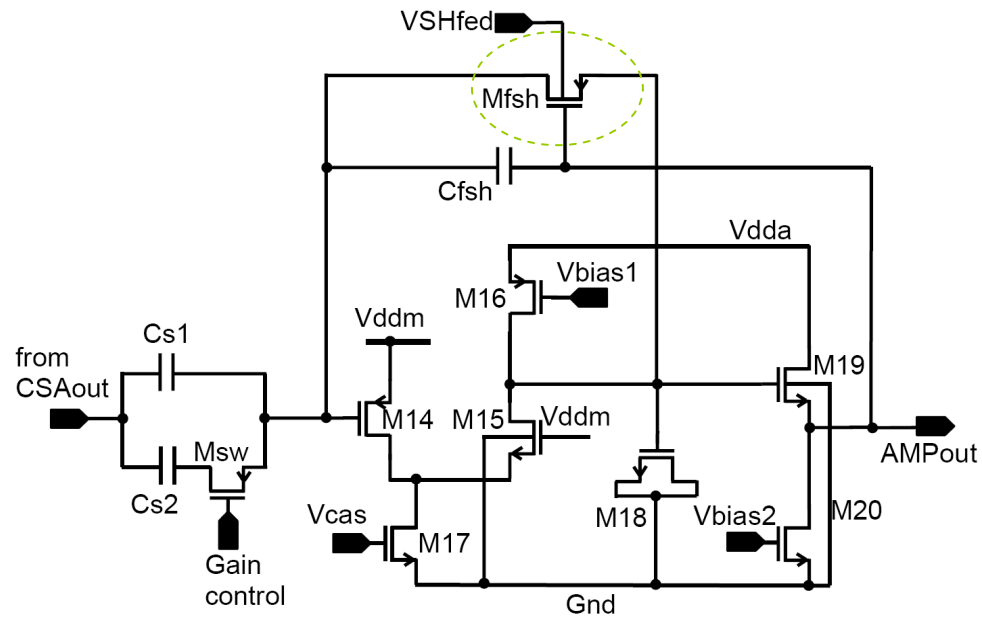 VSHfed
Mfsh
Cfsh
Vdda
Vbias1
M16
Vddm
Cs1
from
CSAout
M19
M14
M15
Vddm
Msw
AMPout
Cs2
Vcas
M18
Vbias2
M20
M17
Gain
control
Gnd